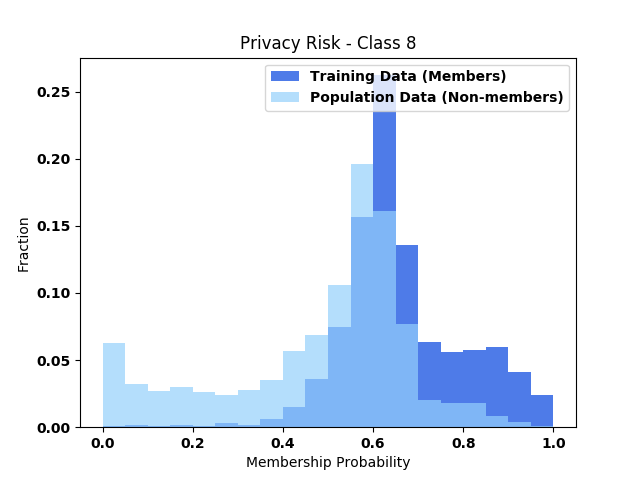 Privacy Risk - Class 8
Training Data (Members)
Population Data (Non-members)
0.25
0.20
0.15
0.10
0.05
0.00
Fraction
0.0 0.2 0.4 0.6 0.8 1.0
Membership Probability